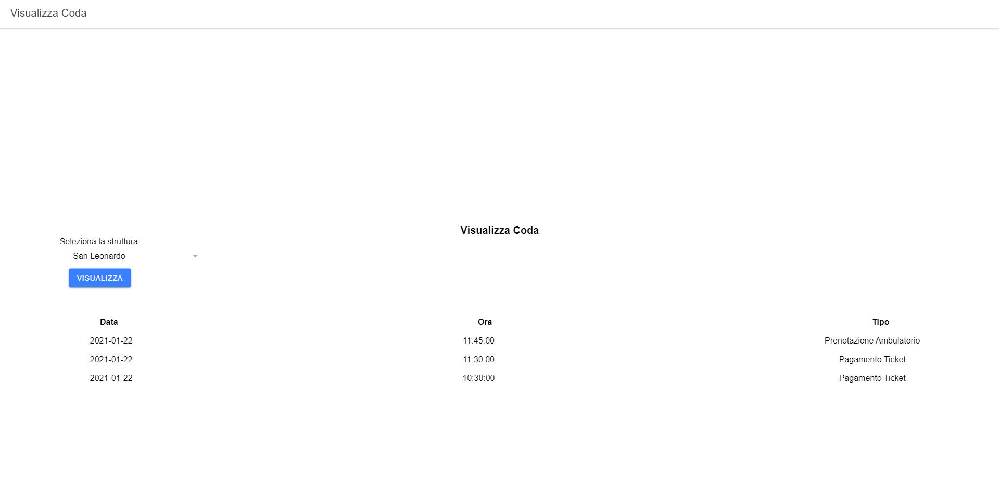 Visualizza Coda
Visualizza Coda
Seleziona la struttura:
San Leonardo
VISUALIZZA
Data Ora Tipo
2021-01-22 11:45:00 Prenotazione Ambulatorio
2021-01-22 11:30:00 Pagamento Ticket
2021-01-22 10:30:00 Pagamento Ticket